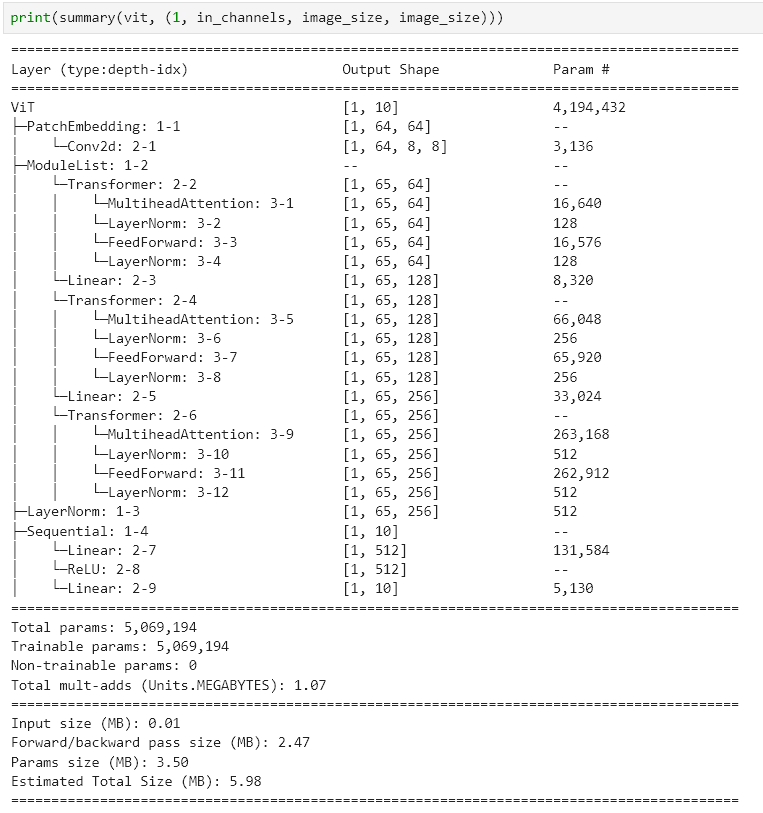 print(summary(vit, (1, in_channels, image_size, image_size)))
==========================================================================================
Layer (type:depth-idx)                   Output Shape              Param #
==========================================================================================
ViT                                      [1, 10]                   4,194,432
├─PatchEmbedding: 1-1                    [1, 64, 64]               --
│    └─Conv2d: 2-1                       [1, 64, 8, 8]             3,136
├─ModuleList: 1-2                        --                        --
│    └─Transformer: 2-2                  [1, 65, 64]               --
│    │    └─MultiheadAttention: 3-1      [1, 65, 64]               16,640
│    │    └─LayerNorm: 3-2               [1, 65, 64]               128
│    │    └─FeedForward: 3-3             [1, 65, 64]               16,576
│    │    └─LayerNorm: 3-4               [1, 65, 64]               128
│    └─Linear: 2-3                       [1, 65, 128]              8,320
│    └─Transformer: 2-4                  [1, 65, 128]              --
│    │    └─MultiheadAttention: 3-5      [1, 65, 128]              66,048
│    │    └─LayerNorm: 3-6               [1, 65, 128]              256
│    │    └─FeedForward: 3-7             [1, 65, 128]              65,920
│    │    └─LayerNorm: 3-8               [1, 65, 128]              256
│    └─Linear: 2-5                       [1, 65, 256]              33,024
│    └─Transformer: 2-6                  [1, 65, 256]              --
│    │    └─MultiheadAttention: 3-9      [1, 65, 256]              263,168
│    │    └─LayerNorm: 3-10              [1, 65, 256]              512
│    │    └─FeedForward: 3-11            [1, 65, 256]              262,912
│    │    └─LayerNorm: 3-12              [1, 65, 256]              512
├─LayerNorm: 1-3                         [1, 65, 256]              512
├─Sequential: 1-4                        [1, 10]                   --
│    └─Linear: 2-7                       [1, 512]                  131,584
│    └─ReLU: 2-8                         [1, 512]                  --
│    └─Linear: 2-9                       [1, 10]                   5,130
==========================================================================================
Total params: 5,069,194
Trainable params: 5,069,194
Non-trainable params: 0
Total mult-adds (Units.MEGABYTES): 1.07
==========================================================================================
Input size (MB): 0.01
Forward/backward pass size (MB): 2.47
Params size (MB): 3.50
Estimated Total Size (MB): 5.98
==========================================================================================